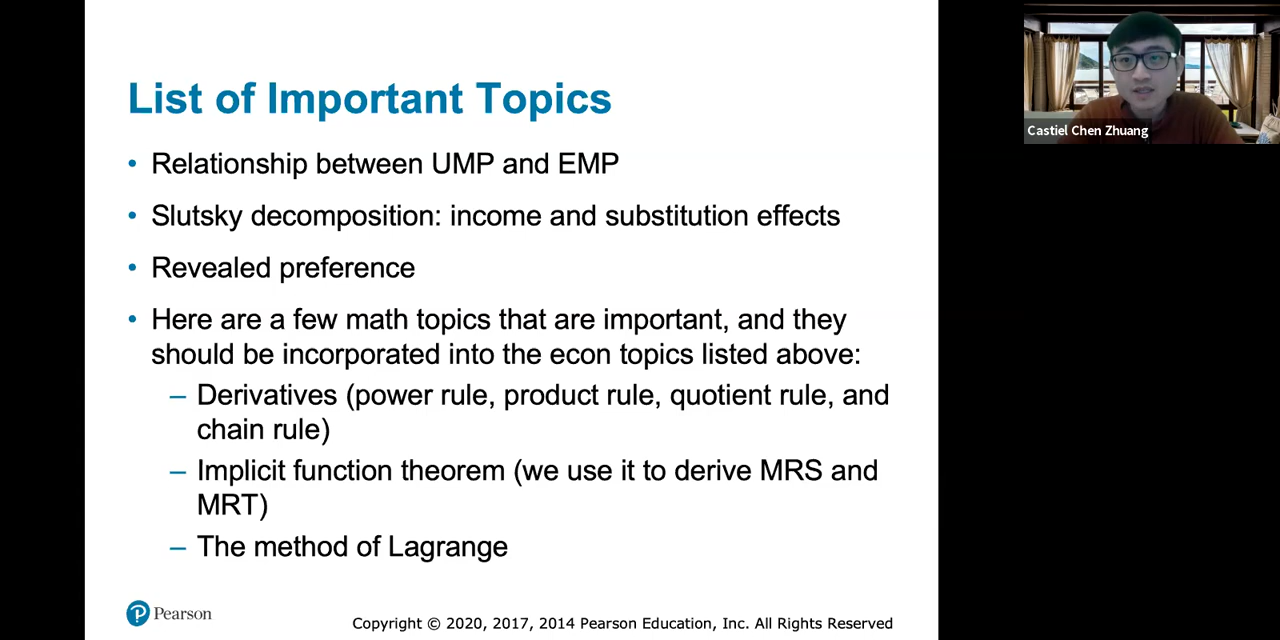 List of Important Topics
• Relationship between UMP and EMP
• Slutsky decomposition: income and substitution effects
• Revealed preference
• Here are a few math topics that are important, and they
should be incorporated into the econ topics listed above:
– Derivatives (power rule, product rule, quotient rule, and
chain rule)
– Implicit function theorem (we use it to derive MRS and
MRT)
– The method of Lagrange
Pearson
Copyright © 2020, 2017, 2014 Pearson Education, Inc. All Rights Reserved
Castiel Chen Zhuang